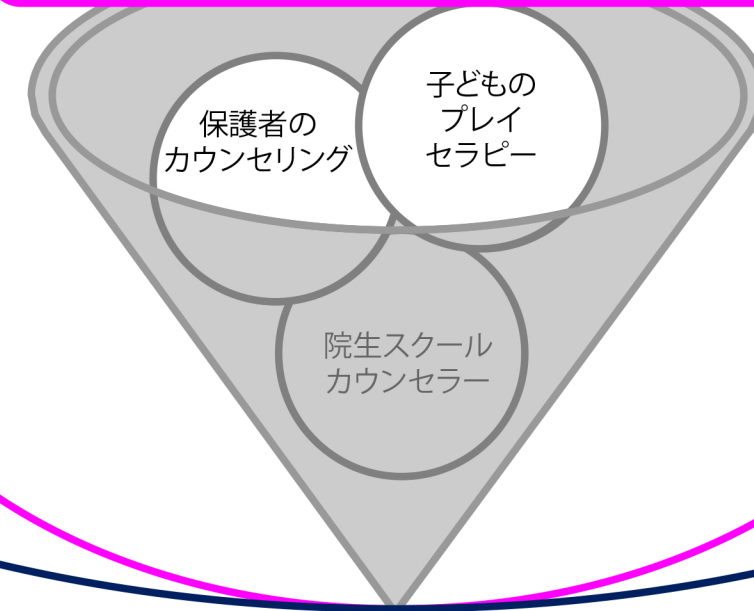 子どもの
プレイ
セラピー
保護者の
カウンセリング
院生スクール
カウンセラー